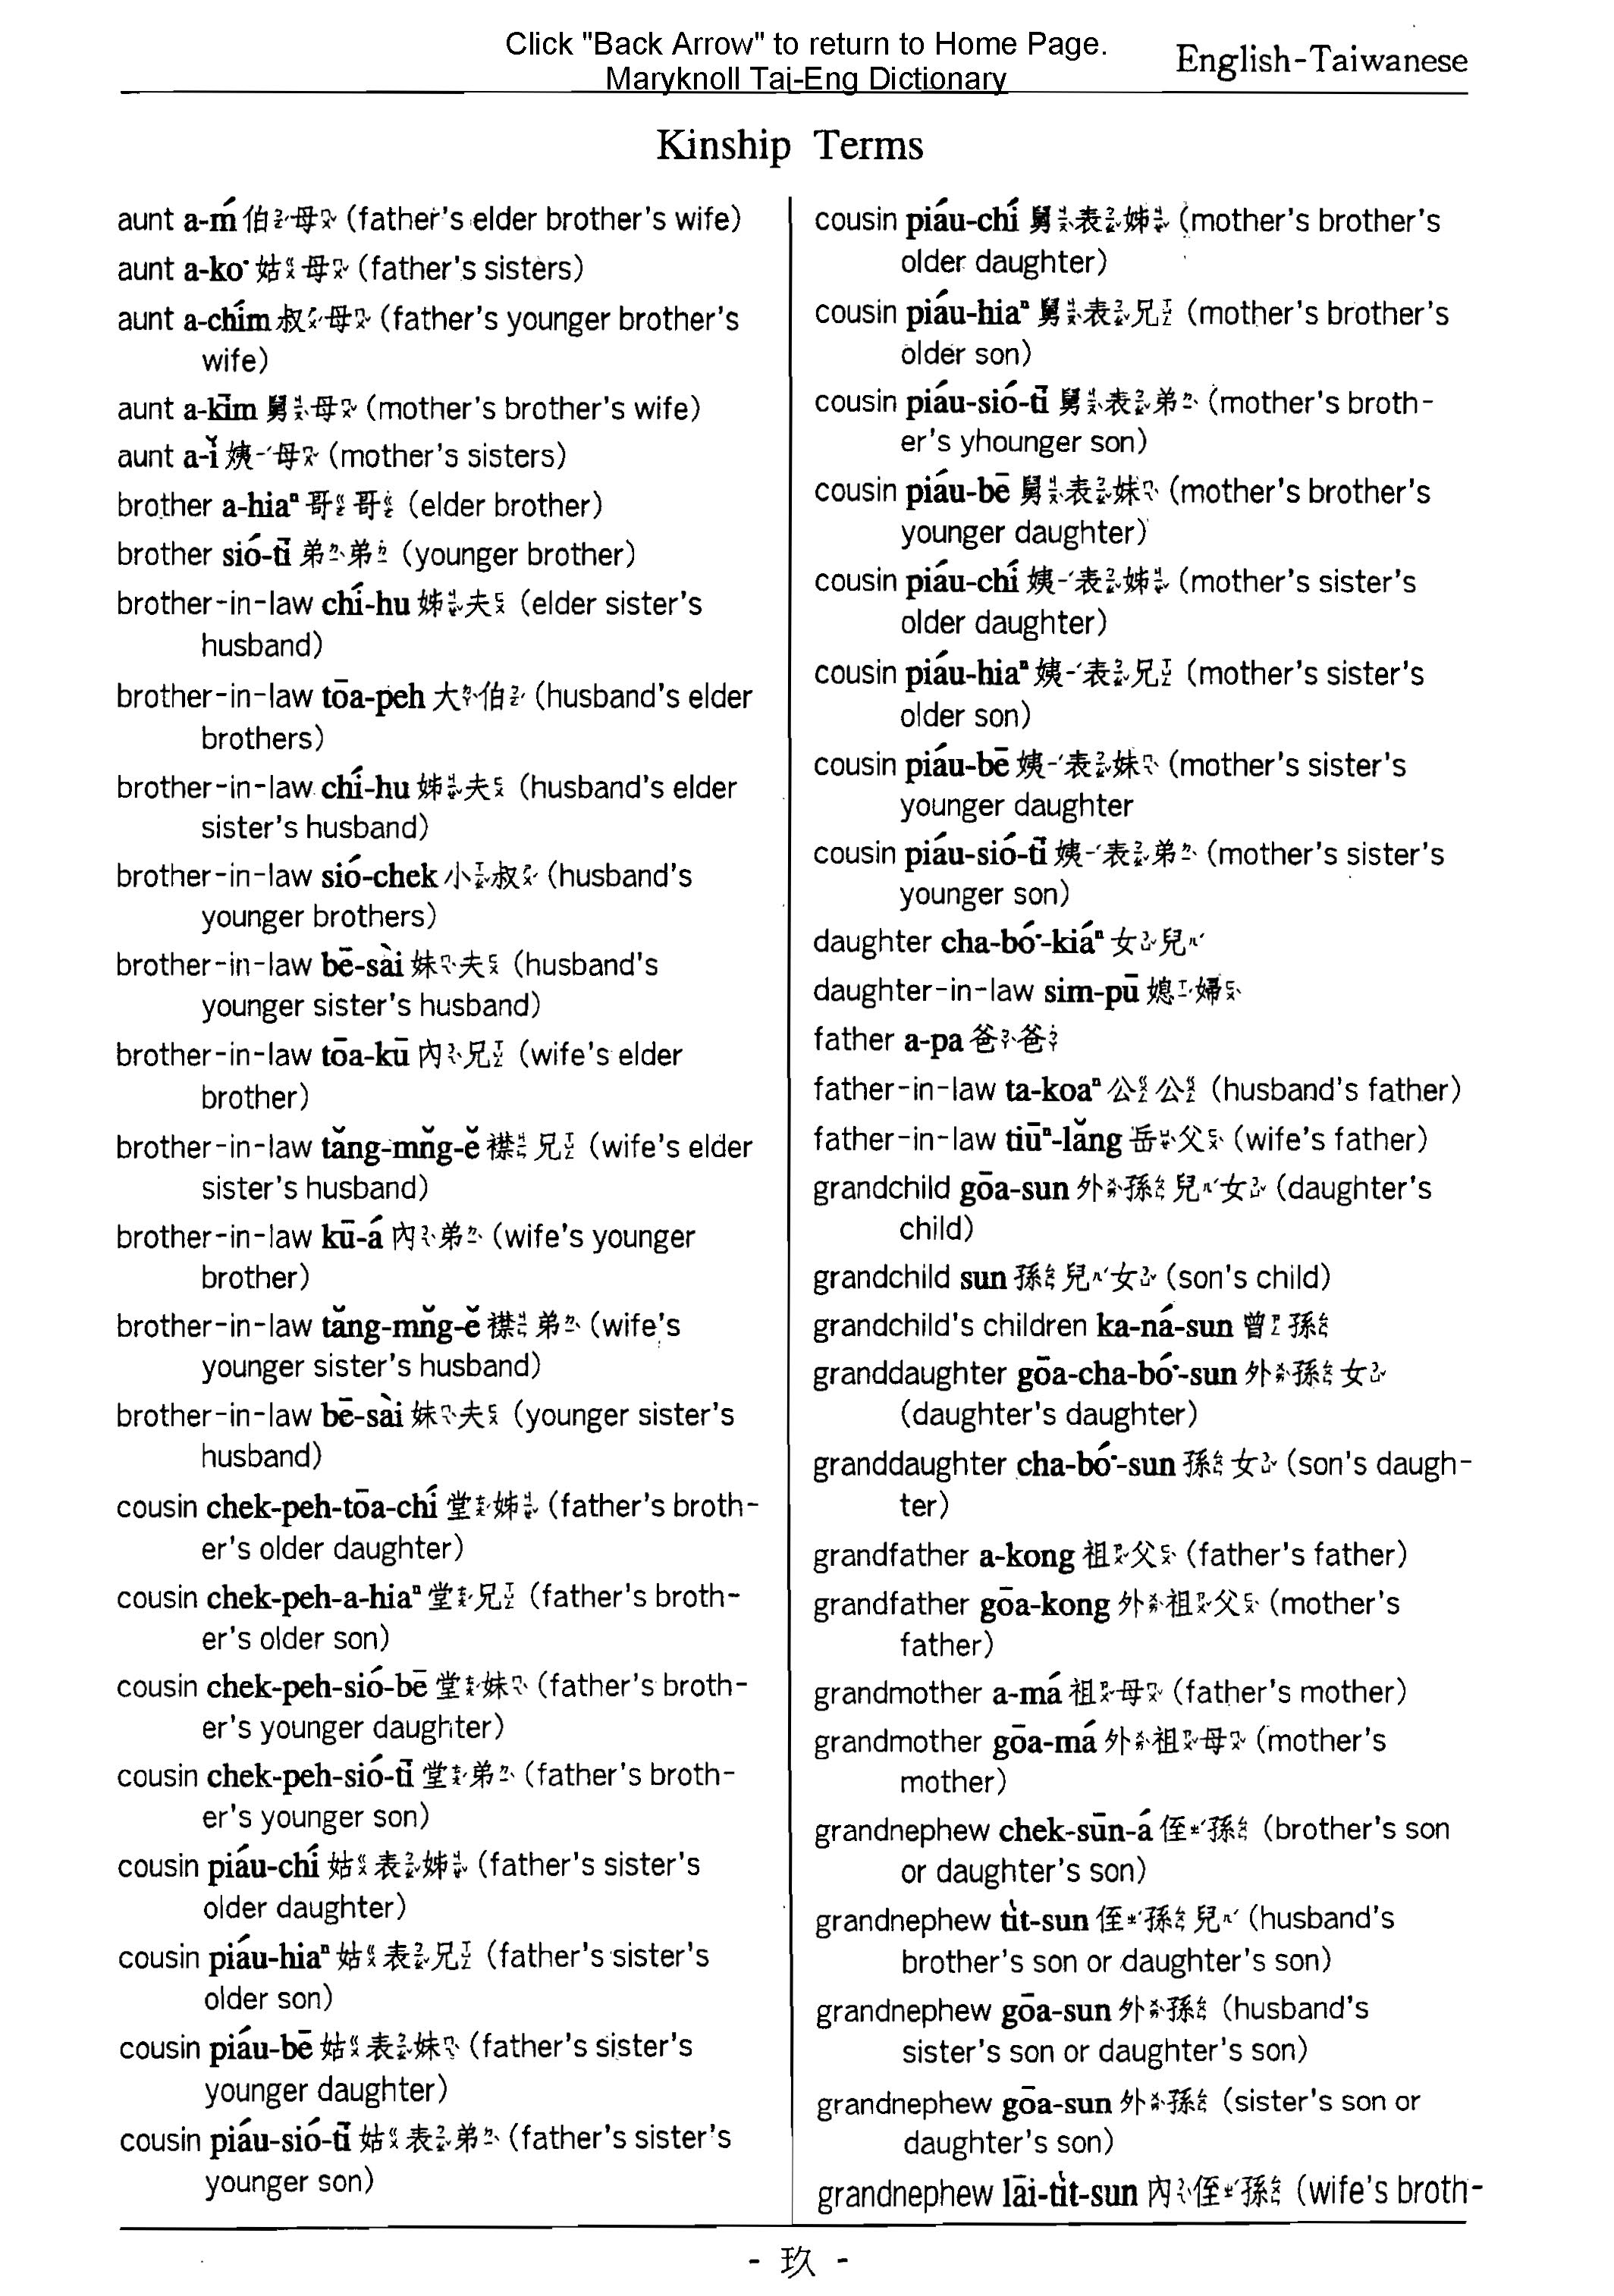 Click "Back Arrow" to return to Home Page.
Maryknoll Tai-Eng Dictionary
English-Taiwanese
Kinship Terms
aunt a-ḿ 伯母 (father's elder brother's wife)
aunt a-ko· 姑母 (father's sisters)
aunt a-chím 叔母 (father's younger brother's
wife)
aunt a-kīm 舅母 (mother's brother's wife)
aunt a-ĭ 姨母 (mother's sisters)
brother a-hiaⁿ 哥哥 (elder brother)
brother sió-tī 弟弟 (younger brother)
brother-in-law chí-hu 姊夫 (elder sister's
husband)
brother-in-law tōa-peh 大伯 (husband's elder
brothers)
brother-in-law chí-hu 姊夫 (husband's elder
sister's husband)
brother-in-law sió-chek 小叔 (husband's
younger brothers)
brother-in-law bē-sài 妹夫 (husband's
younger sister's husband)
brother-in-law tōa-kū 內兄 (wife's elder
brother)
brother-in-law tăng-mn̆g-ĕ 襟兄 (wife's elder
sister's husband)
brother-in-law kū-á 內弟 (wife's younger
brother)
brother-in-law tăng-mn̆g-ĕ 襟弟 (wife's
younger sister's husband)
brother-in-law bē-sài 妹夫 (younger sister's
husband)
cousin chek-peh-tōa-chí 堂姊 (father's broth-
er's older daughter)
cousin chek-peh-a-hiaⁿ 堂兄 (father's broth-
er's older son)
cousin chek-peh-sió-bē 堂妹 (father's broth-
er's younger daughter)
cousin chek-peh-sió-tī 堂弟 (father's broth-
er's younger son)
cousin piáu-chí 姑表姊 (father's sister's
older daughter)
cousin piáu-hiaⁿ 姑表兄 (father's sister's
older son)
cousin piáu-bē 姑表妹 (father's sister's
younger daughter)
cousin piáu-sió-tī 姑表弟 (father's sister's
younger son)
cousin piáu-chí 舅表姊 (mother's brother's
older daughter)
cousin piáu-hiaⁿ 舅表兄 (mother's brother's
older son)
cousin piáu-sió-tī 舅表弟 (mother's broth-
er's yhounger son)
cousin piáu-bē 舅表妹 (mother's brother's
younger daughter)
cousin piáu-chí 姨表姊 (mother's sister's
older daughter)
cousin piáu-hiaⁿ 姨表兄 (mother's sister's
older son)
cousin piáu-bē 姨表妹 (mother's sister's
younger daughter
cousin piáu-sió-tī 姨表弟 (mother's sister's
younger son)
daughter cha-bó·-kiáⁿ 女兒
daughter-in-law sim-pū 媳婦
father a-pa 爸爸
father-in-law ta-koaⁿ 公公 (husband's father)
father-in-law tiūⁿ-lăng 岳父 (wife's father)
grandchild gōa-sun 外孫兒女 (daughter's
child)
grandchild sun 孫兒女 (son's child)
grandchild's children ka-ná-sun 曾孫
granddaughter gōa-cha-bó·-sun 外孫女
(daughter's daughter)
granddaughter cha-bó·-sun 孫女 (son's daugh-
ter)
grandfather a-kong 祖父 (father's father)
grandfather gōa-kong 外祖父 (mother's
father)
grandmother a-má 祖母 (father's mother)
grandmother gōa-má 外祖母 (mother's
mother)
grandnephew chek-sūn-á 侄孫 (brother's son
or daughter's son)
grandnephew ti̍t-sun 侄孫兒 (husband's
brother's son or daughter's son)
grandnephew gōa-sun 外孫 (husband's
sister's son or daughter's son)
grandnephew gōa-sun 外孫 (sister's son or
daughter's son)
grandnephew lāi-ti̍t-sun 內侄孫 (wife's broth-
- 玖 -